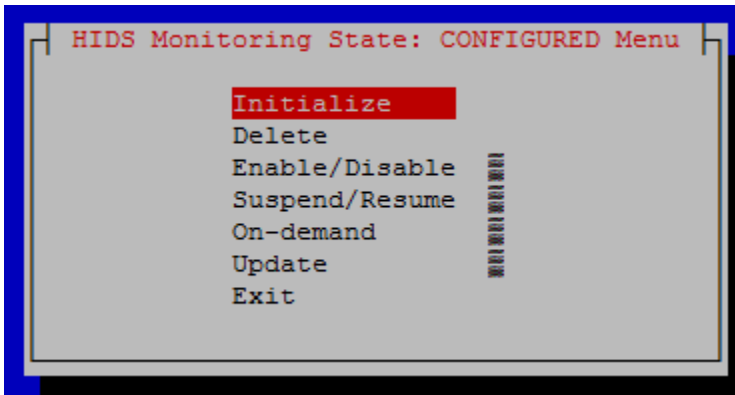 HIDS Monitoring State: CONFIGURED Menu
Initialize
Delete
Enable/Disable
Suspend/Resume
On-demand
Update
Exit